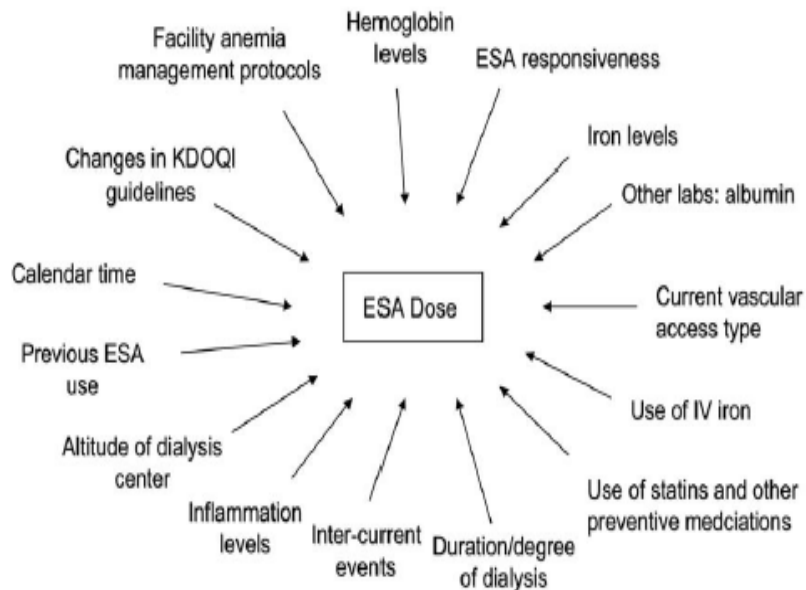 Facility anemia
management protocols
Hemoglobin
levels
ESA responsiveness
Iron levels
Other labs: albumin
Current vascular
access type
Use of IV iron
Use of statins and other
preventive medciations
Duration/degree
of dialysis
Inter-current
events
Inflammation
levels
Altitude of dialysis
center
Previous ESA
use
Calendar time
Changes in KDOQI
guidelines
ESA Dose